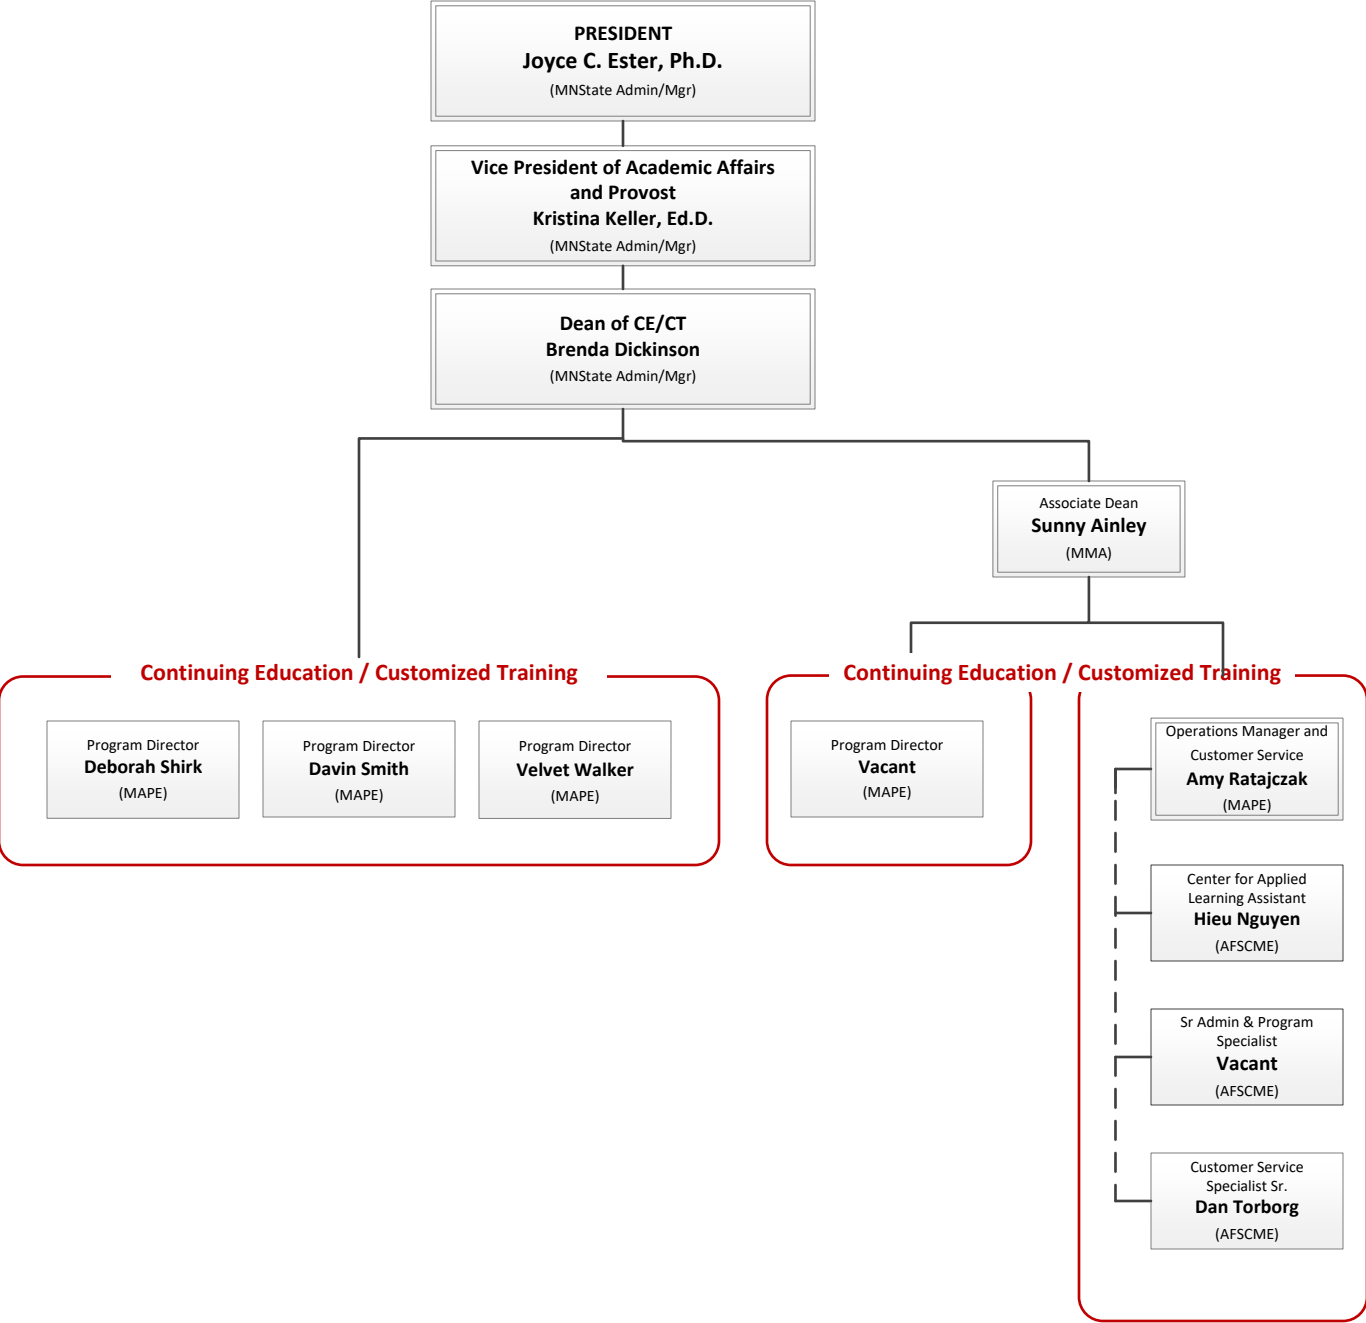 PRESIDENT
Joyce C. Ester, Ph.D.
(MNState Admin/Mgr)
Vice President of Academic Affairs
and Provost
Kristina Keller, Ed.D.
(MNState Admin/Mgr)
Dean of CE/CT
Brenda Dickinson
(MNState Admin/Mgr)
Associate Dean
Sunny Ainley
(MMA)
Continuing Education / Customized Training
Program Director
Deborah Shirk
(MAPE)
Program Director
Davin Smith
(MAPE)
Program Director
Velvet Walker
(MAPE)
Continuing Education / Customized Training
Program Director
Vacant
(MAPE)
Operations Manager and
Customer Service
Amy Ratajczak
(MAPE)
Center for Applied
Learning Assistant
Hieu Nguyen
(AFSCME)
Sr Admin & Program
Specialist
Vacant
(AFSCME)
Customer Service
Specialist Sr.
Dan Torborg
(AFSCME)